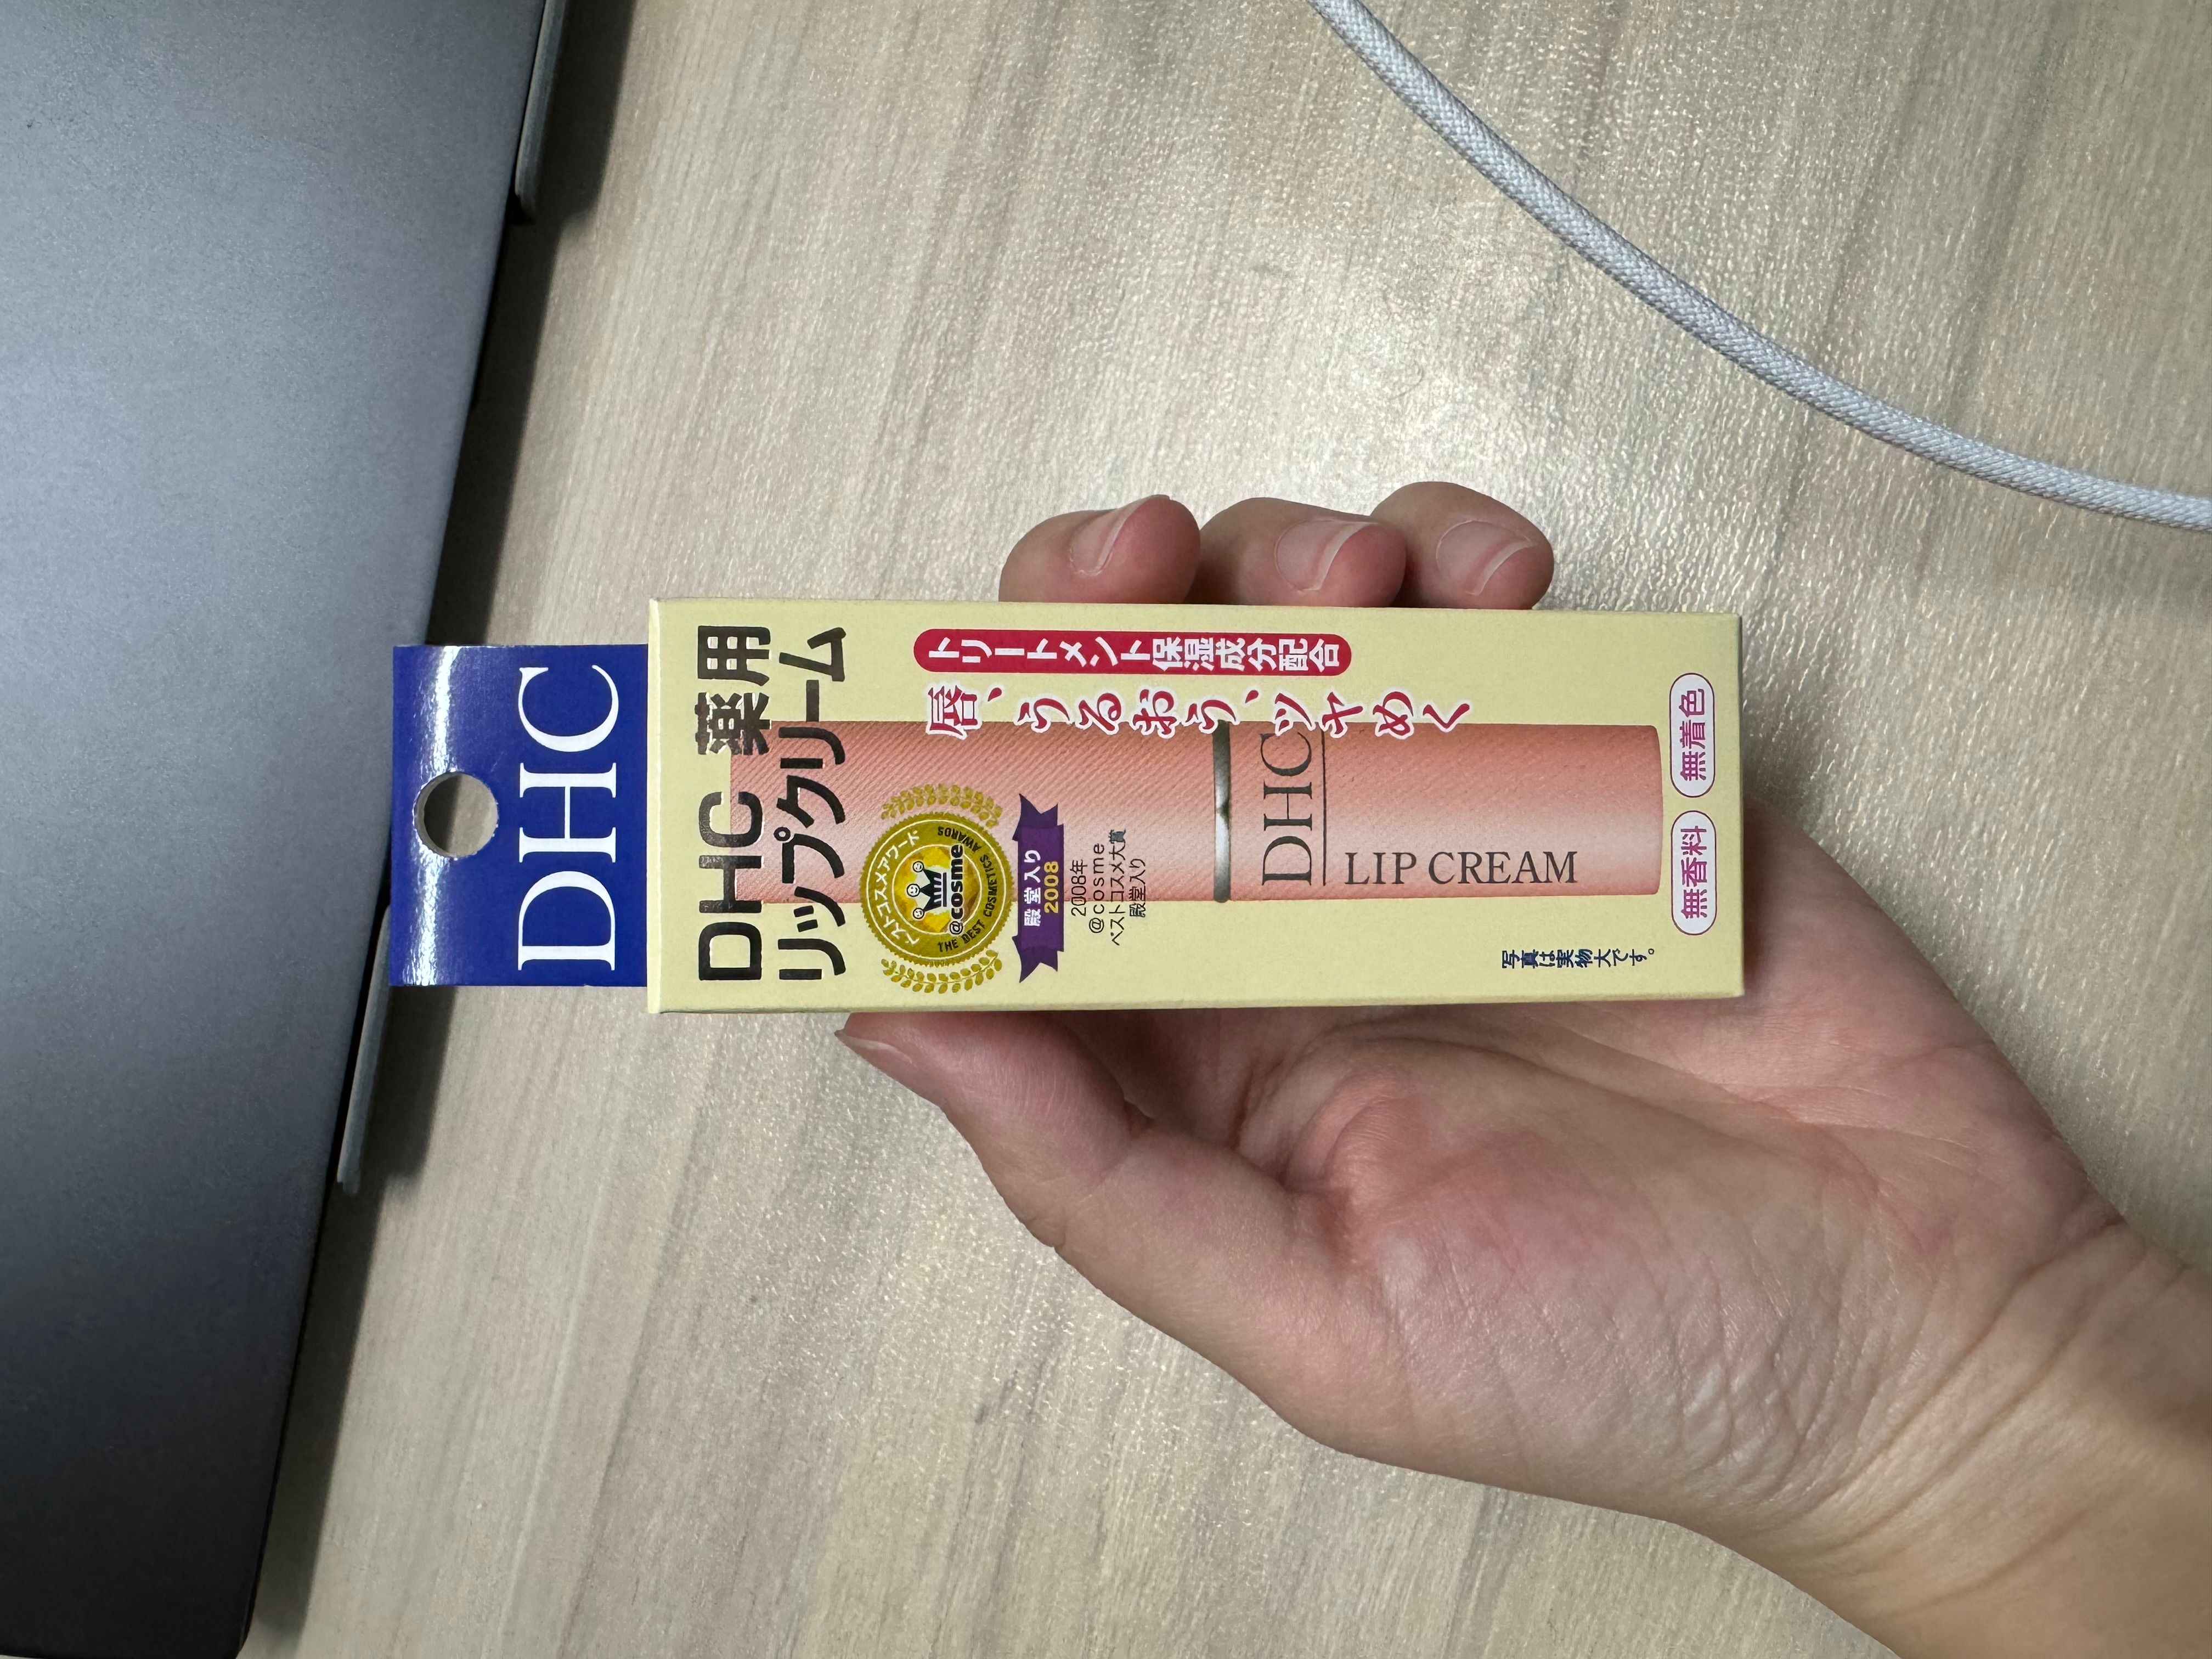 DHC
DHC 薬用
リップクリーム
トリートメント保湿成分配合
唇、うるおう、ツヤめく
ベストコスメアワード
@cosme
THE BEST COSMETICS AWARDS
殿堂入り
2008
2008年
@cosme
ベストコスメ大賞
殿堂入り
DHC
LIP CREAM
写真は実物大です。
無香料
無着色